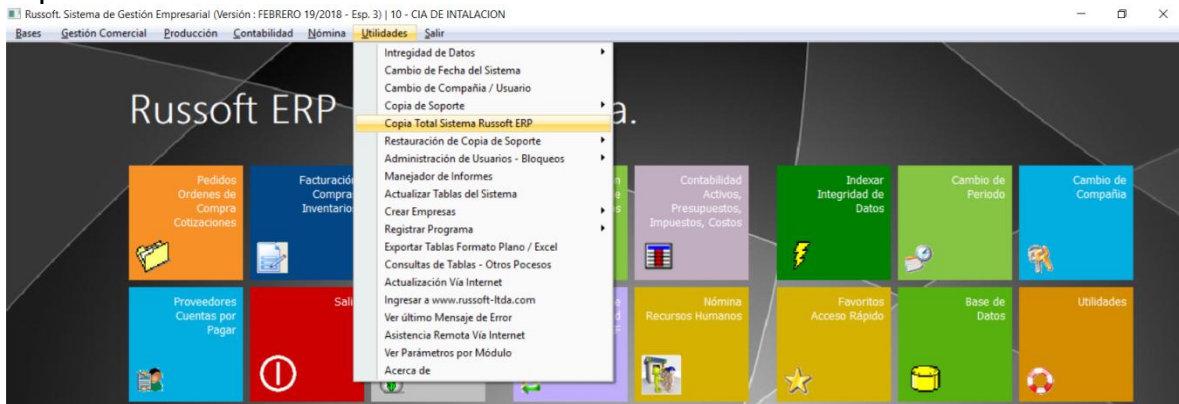 Russoft. Sistema de Gestión Empresarial (Versión : FEBRERO 19/2018 - Esp. 3) | 10 - CIA DE INTALACION
Bases Gestión Comercial Producción Contabilidad Nómina Utilidades Salir
Intregidad de Datos
Cambio de Fecha del Sistema
Cambio de Compañia / Usuario
Copia de Soporte
Copia Total Sistema Russoft ERP
Restauración de Copia de Soporte
Administración de Usuarios - Bloqueos
Manejador de Informes
Actualizar Tablas del Sistema
Crear Empresas
Registrar Programa
Exportar Tablas Formato Plano / Excel
Consultas de Tablas - Otros Pocesos
Actualización Vía Internet
Ingresar a www.russoft-ltda.com
Ver último Mensaje de Error
Asistencia Remota Vía Internet
Ver Parámetros por Módulo
Acerca de
Russoft ERP
a.
Pedidos
Ordenes de
Compra
Cotizaciones
Facturación
Compra
Inventario
Contabilidad
Activos,
Presupuestos,
Impuestos, Costos
Indexar
Integridad de
Datos
Cambio de
Periodo
Cambio de
Compañia
Proveedores
Cuentas por
Pagar
Sali
Nómina
Recursos Humanos
Favoritos
Acceso Rápido
Base de
Datos
Utilidades